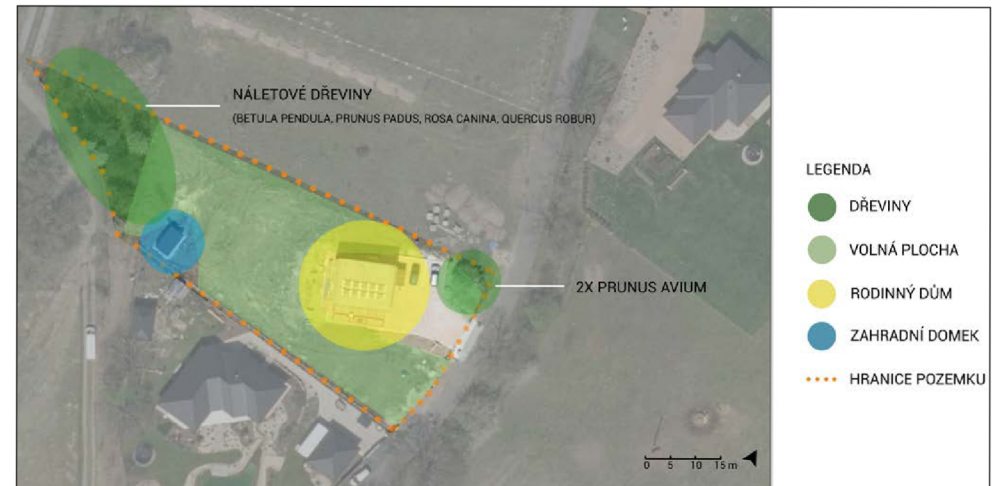 NÁLETOVÉ DŘEVINY
(BETULA PENDULA, PRUNUS PADUS, ROSA CANINA, QUERCUS ROBUR)
2X PRUNUS AVIUM
0 5 10 15 m
LEGENDA
DŘEVINY
VOLNÁ PLOCHA
RODINNÝ DŮM
ZAHRADNÍ DOMEK
HRANICE POZEMKU